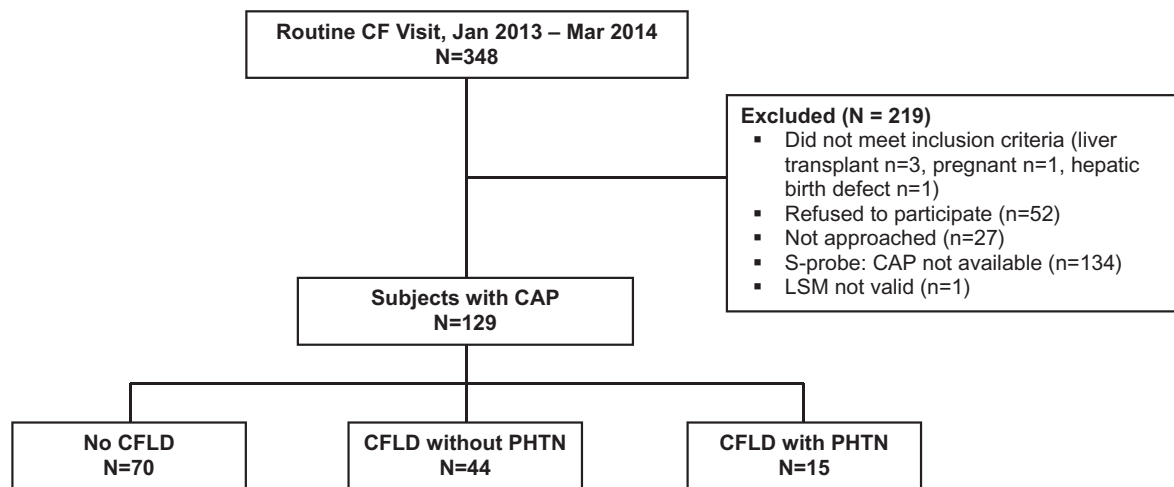 Routine CF Visit, Jan 2013 – Mar 2014
N=348
Excluded (N = 219)
▪ Did not meet inclusion criteria (liver
transplant n=3, pregnant n=1, hepatic
birth defect n=1)
▪ Refused to participate (n=52)
▪ Not approached (n=27)
▪ S-probe: CAP not available (n=134)
▪ LSM not valid (n=1)
Subjects with CAP
N=129
No CFLD
N=70
CFLD without PHTN
N=44
CFLD with PHTN
N=15